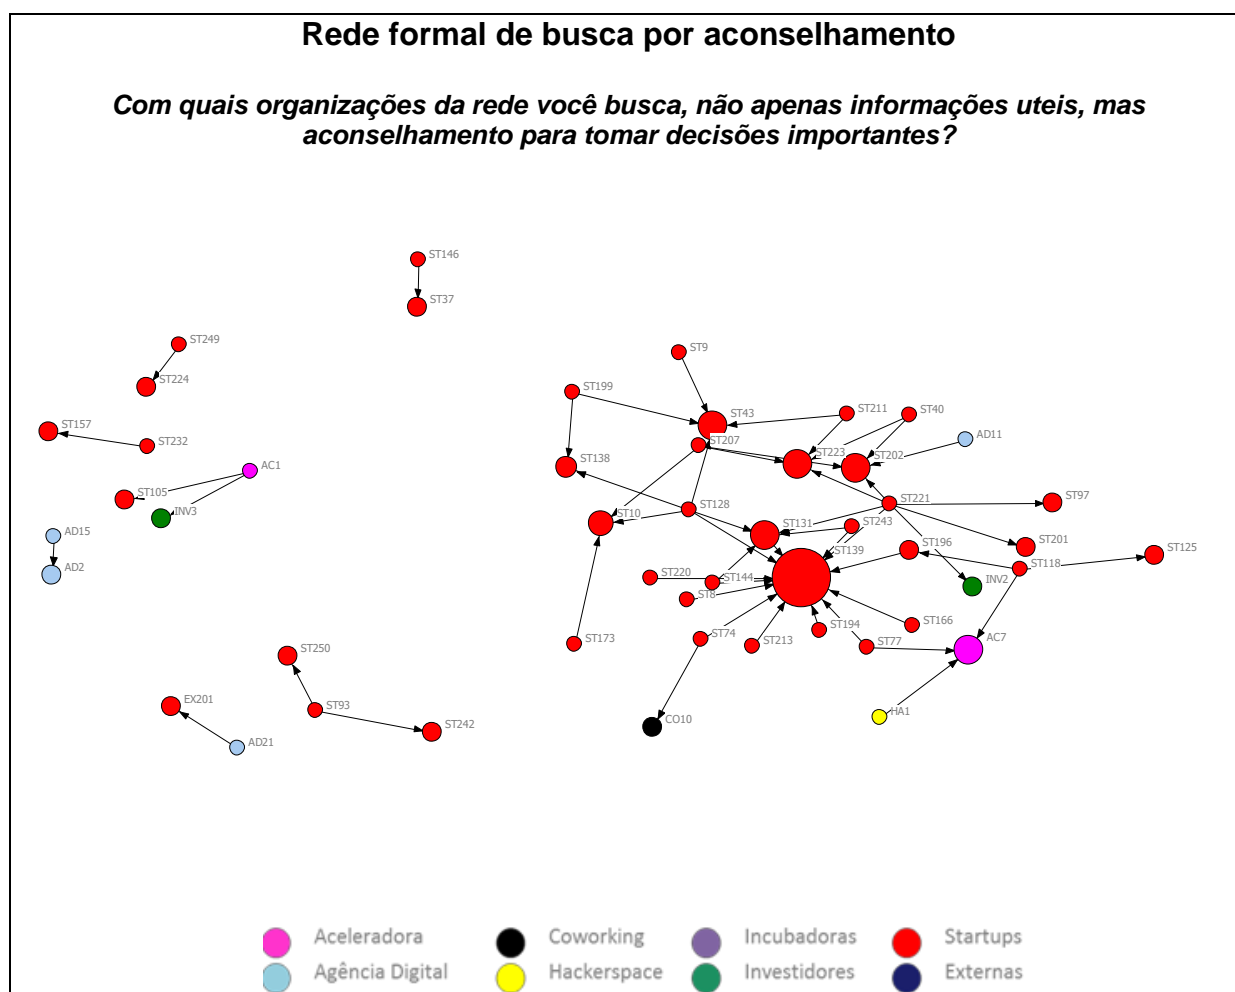 Rede formal de busca por aconselhamento
Com quais organizações da rede você busca, não apenas informações uteis, mas
aconselhamento para tomar decisões importantes?
ST146
ST37
ST249
ST224
ST9
ST199
ST43
ST211
ST40
ST157
ST232
ST207
AD11
AC1
ST138
ST223
ST202
ST105
INV3
ST128
ST221
ST97
ST10
ST131
ST243
AD15
ST139
ST196
ST201
ST125
AD2
ST220
ST144
ST118
INV2
ST8
ST173
ST74
ST213
ST194
ST77
ST166
AC7
ST250
EX201
ST93
ST242
CO10
HA1
AD21
Aceleradora Coworking Incubadoras Startups
Agência Digital Hackerspace Investidores Externas